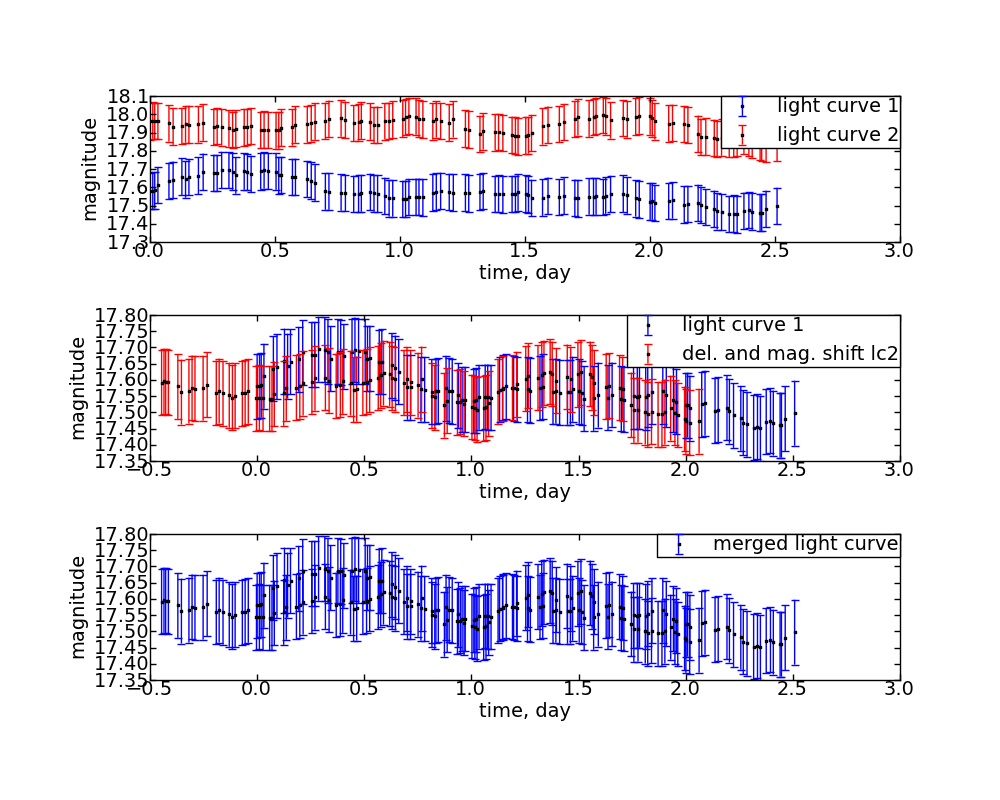 18.1
18.0
17.9
17.8
17.7
17.6
17.5
17.4
17.3
magnitude
light curve 1
light curve 2
0.0 0.5 1.0 1.5 2.0 2.5 3.0
time, day
17.80
17.75
17.70
17.65
17.60
17.55
17.50
17.45
17.40
17.35
magnitude
light curve 1
del. and mag. shift lc2
−0.5 0.0 0.5 1.0 1.5 2.0 2.5 3.0
time, day
17.80
17.75
17.70
17.65
17.60
17.55
17.50
17.45
17.40
17.35
magnitude
merged light curve
−0.5 0.0 0.5 1.0 1.5 2.0 2.5 3.0
time, day